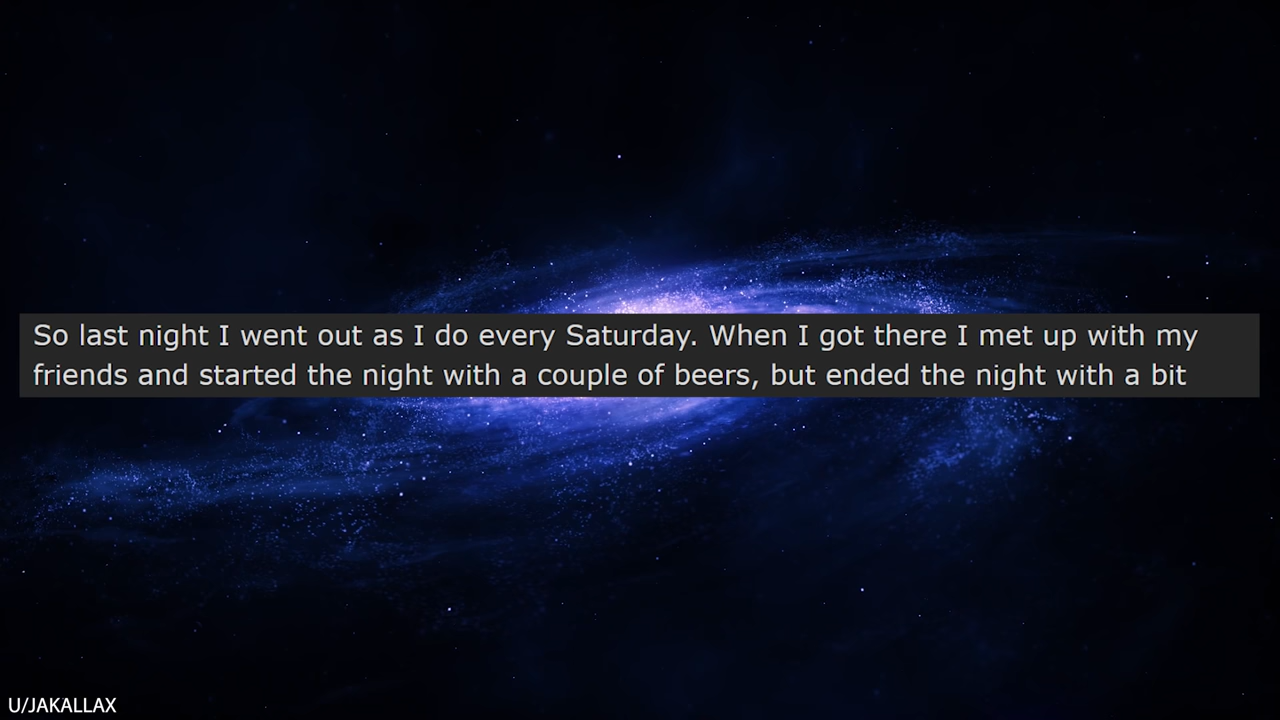 So last night I went out as I do every Saturday. When I got there I met up with my
friends and started the night with a couple of beers, but ended the night with a bit
U/JAKALLAX